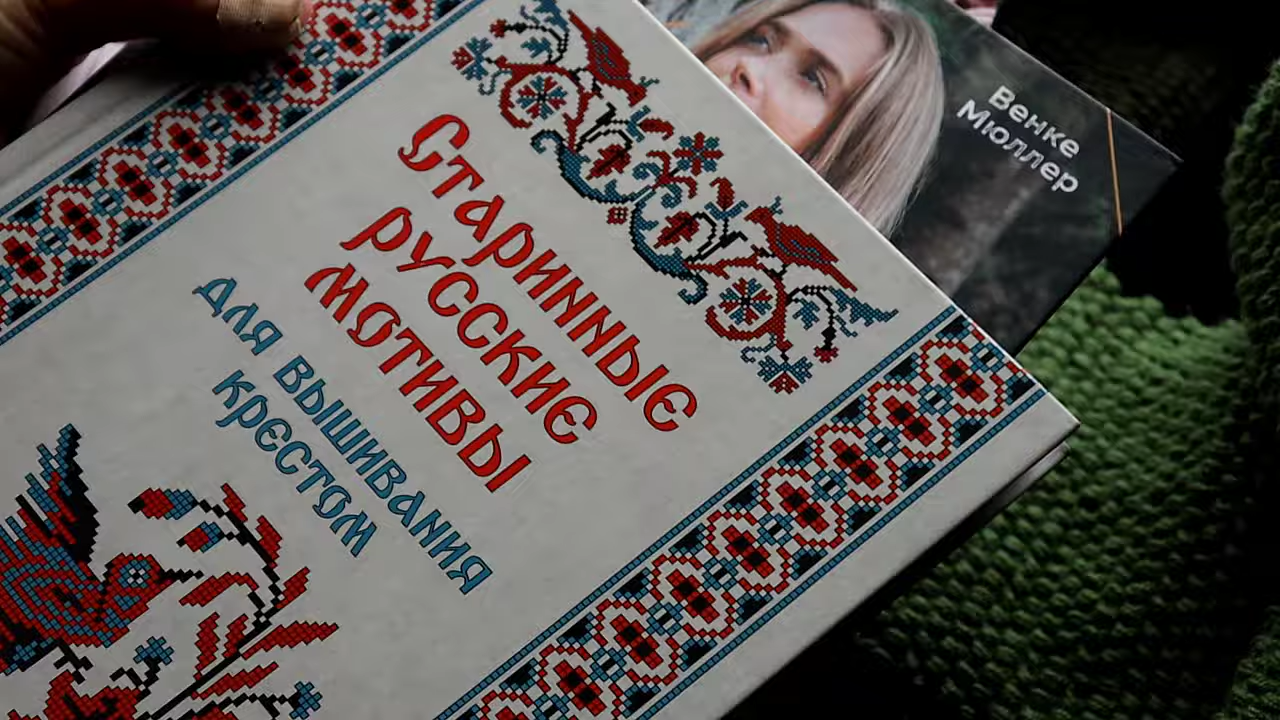 Старинные
русские
мотивы
для вышивания
крестом
Венке
Мюллер